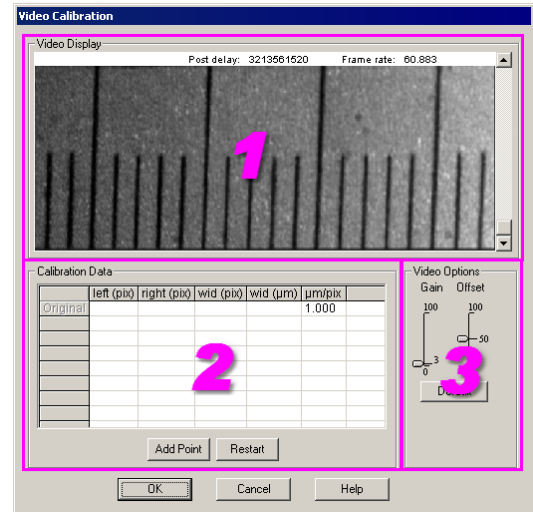 Video Calibration
Video Display
Post delay: 3213561520 Frame rate: 60.883
1
Calibration Data
left (pix) right (pix) wid (pix) wid (µm) µm/pix
Original 1.000
2
Add Point Restart
Video Options
Gain Offset
100 100
50
3
0
3
OK Cancel Help